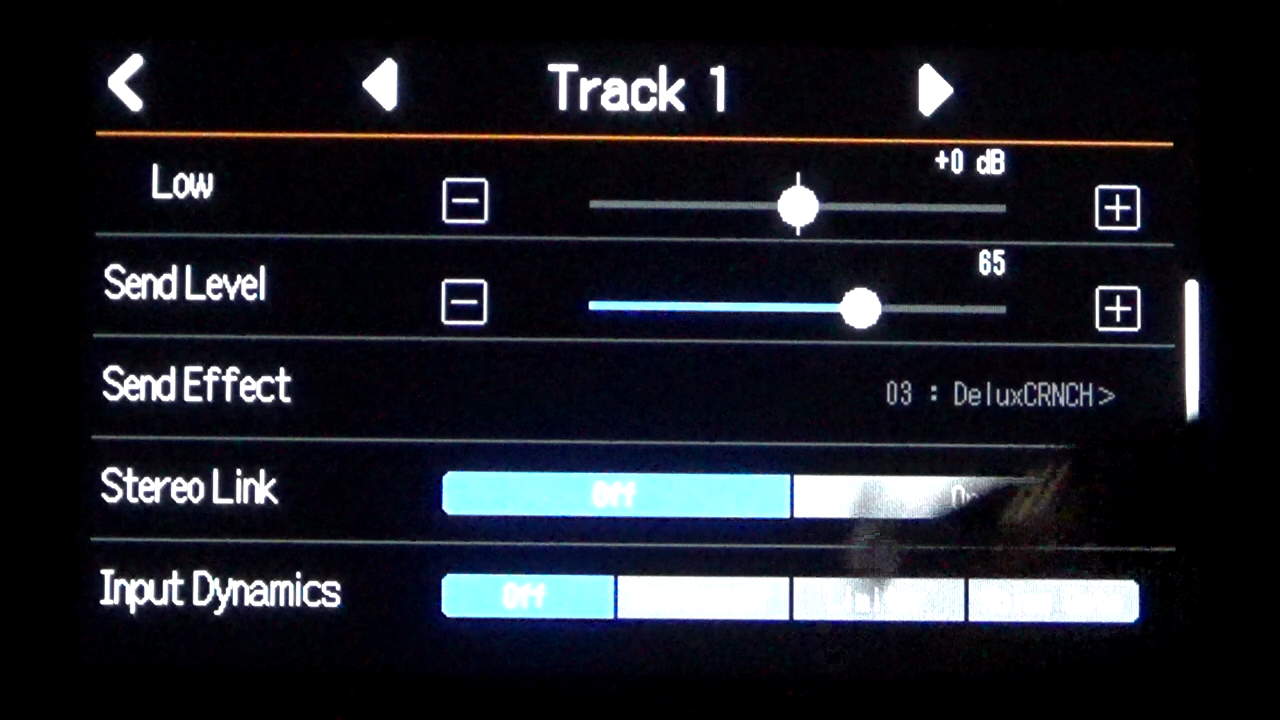 Track 1
Low
+0 dB
Send Level
65
Send Effect
03 : DeluxCRNCH>
Stereo Link
Off
Input Dynamics
Off